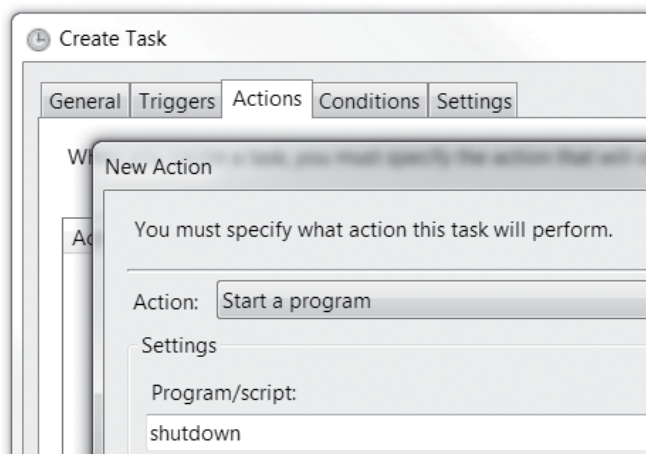 Create Task
General Triggers Actions Conditions Settings
New Action
You must specify what action this task will perform.
Action: Start a program
Settings
Program/script:
shutdown